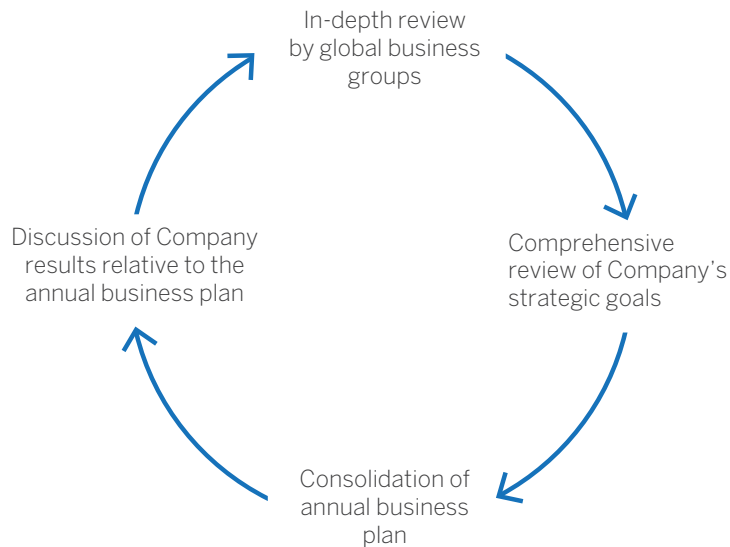 In-depth review
by global business
groups
Comprehensive
review of Company’s
strategic goals
Consolidation of
annual business
plan
Discussion of Company
results relative to the
annual business plan